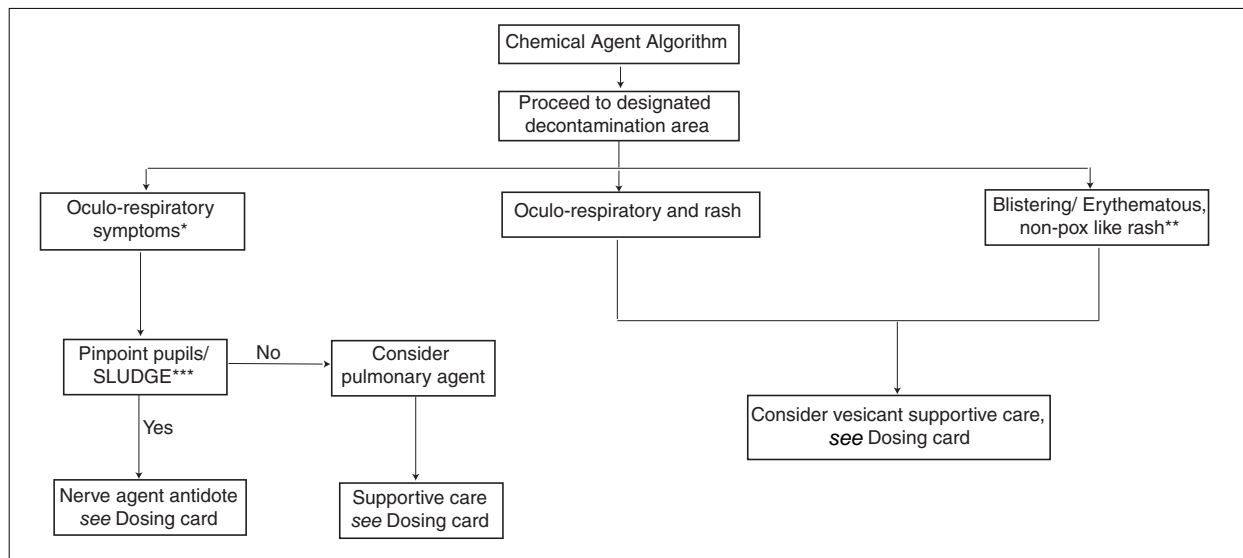 Chemical Agent Algorithm
Proceed to designated
decontamination area
Oculo-respiratory
symptoms*
Oculo-respiratory and rash
Blistering/ Erythematous,
non-pox like rash**
Pinpoint pupils/
SLUDGE***
No
Consider
pulmonary agent
Yes
Consider vesicant supportive care,
see Dosing card
Nerve agent antidote
see Dosing card
Supportive care
see Dosing card